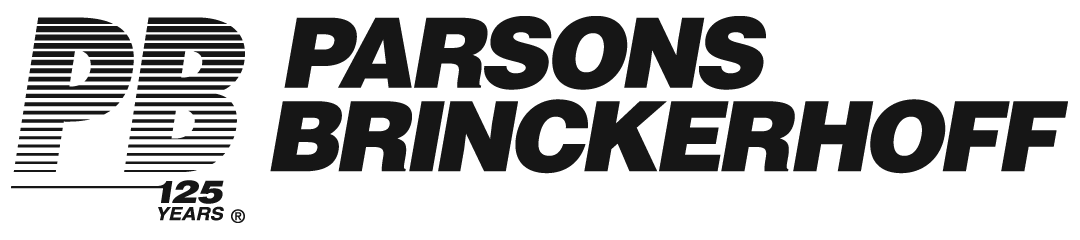 PB
125
YEARS ®
PARSONS
BRINCKERHOFF